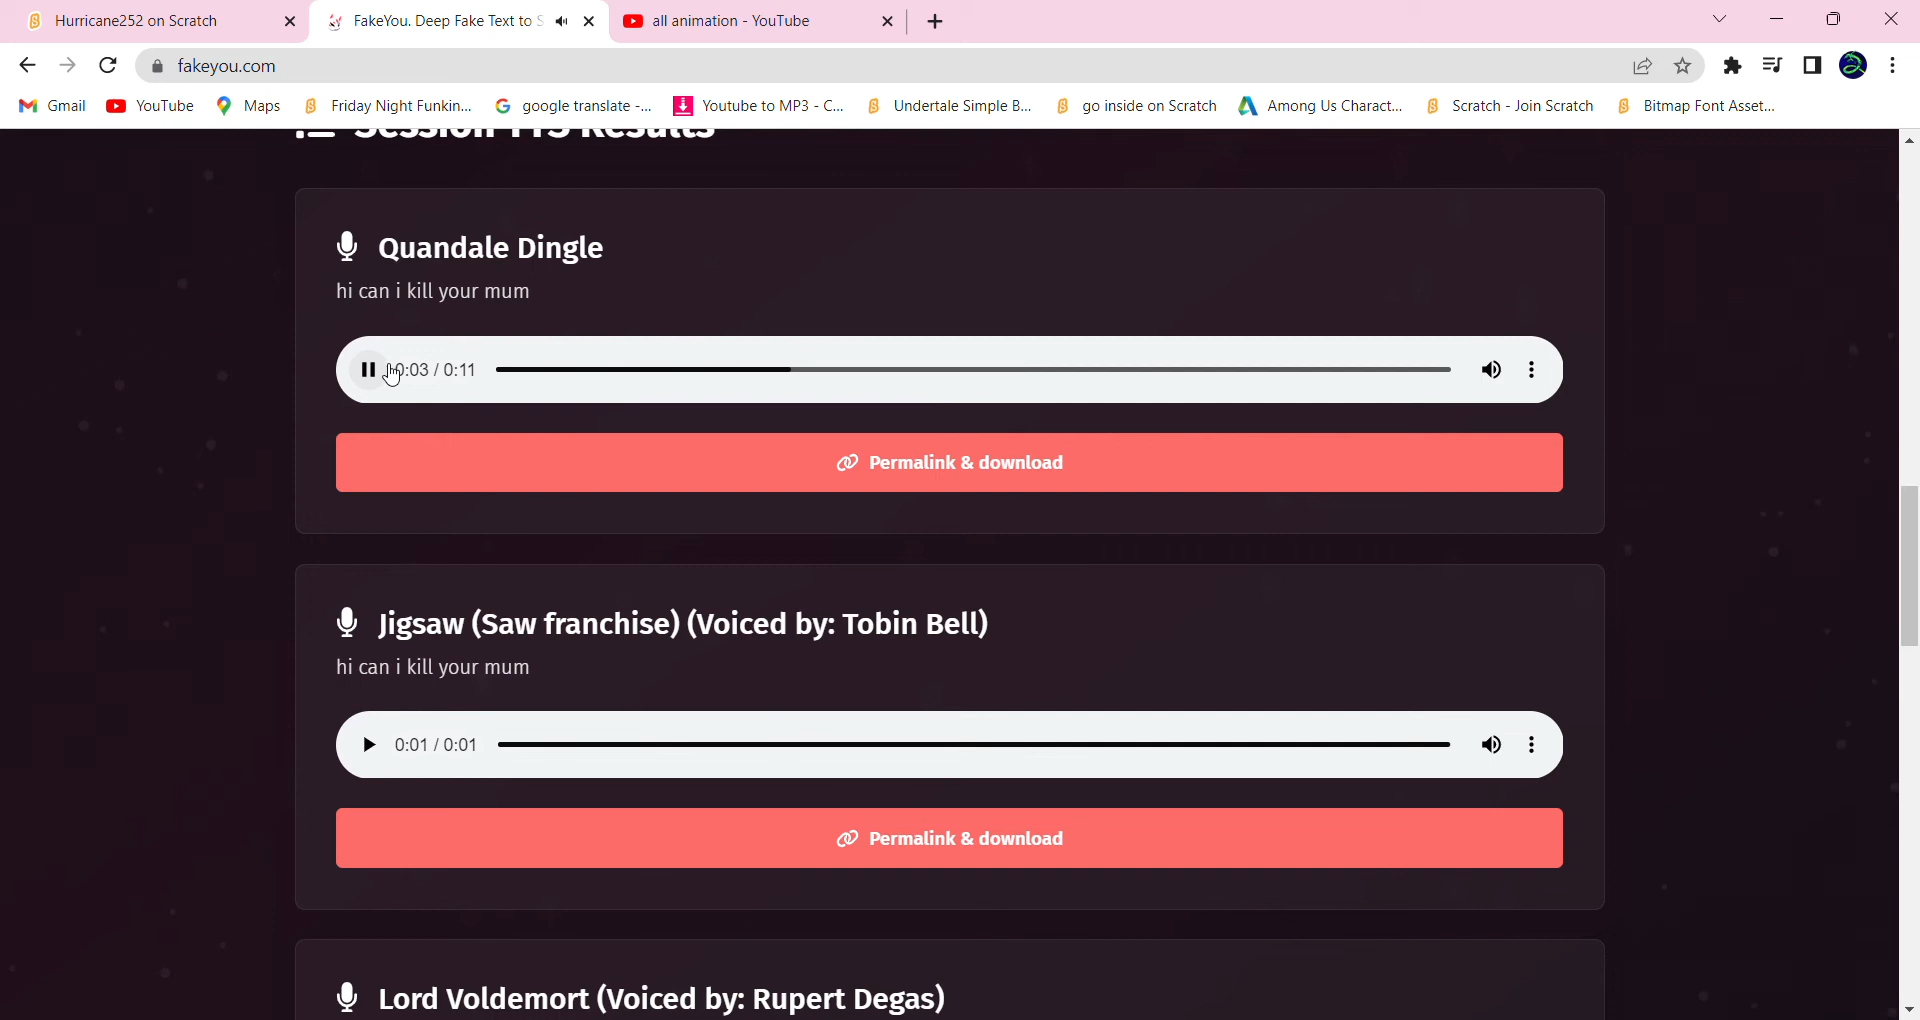 Hurricane252 on Scratch
FakeYou. Deep Fake Text to S
all animation - YouTube
fakeyou.com
Gmail
YouTube
Maps
Friday Night Funkin...
google translate -...
Youtube to MP3 - C...
Undertale Simple B...
go inside on Scratch
Among Us Charact...
Scratch - Join Scratch
Bitmap Font Asset...
Session TTS Results
Quandale Dingle
hi can i kill your mum
0:03 / 0:11
Permalink & download
Jigsaw (Saw franchise) (Voiced by: Tobin Bell)
hi can i kill your mum
0:01 / 0:01
Permalink & download
Lord Voldemort (Voiced by: Rupert Degas)